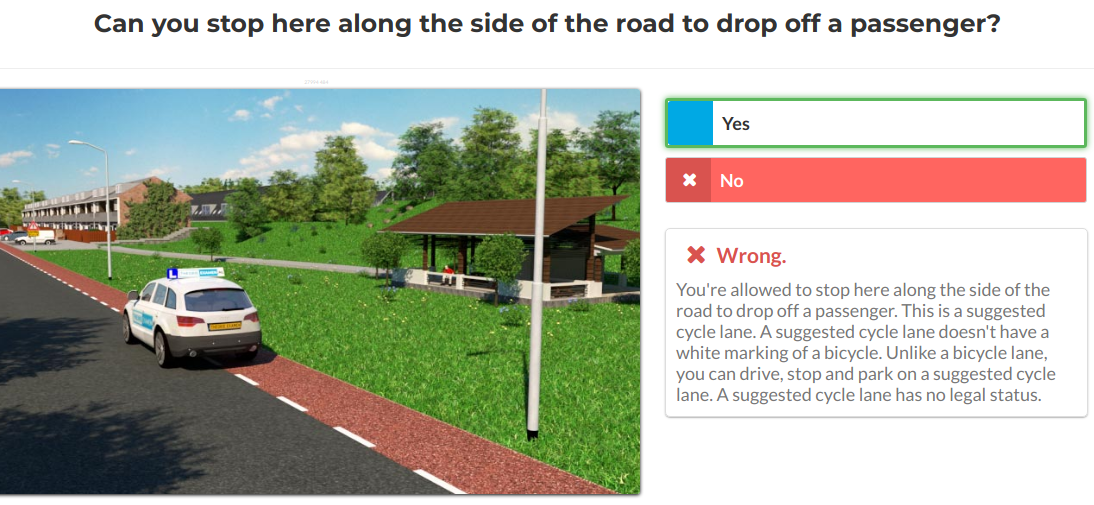 Can you stop here along the side of the road to drop off a passenger?
Yes
No
Wrong.
You're allowed to stop here along the side of the
road to drop off a passenger. This is a suggested
cycle lane. A suggested cycle lane doesn't have a
white marking of a bicycle. Unlike a bicycle lane,
you can drive, stop and park on a suggested cycle
lane. A suggested cycle lane has no legal status.
L